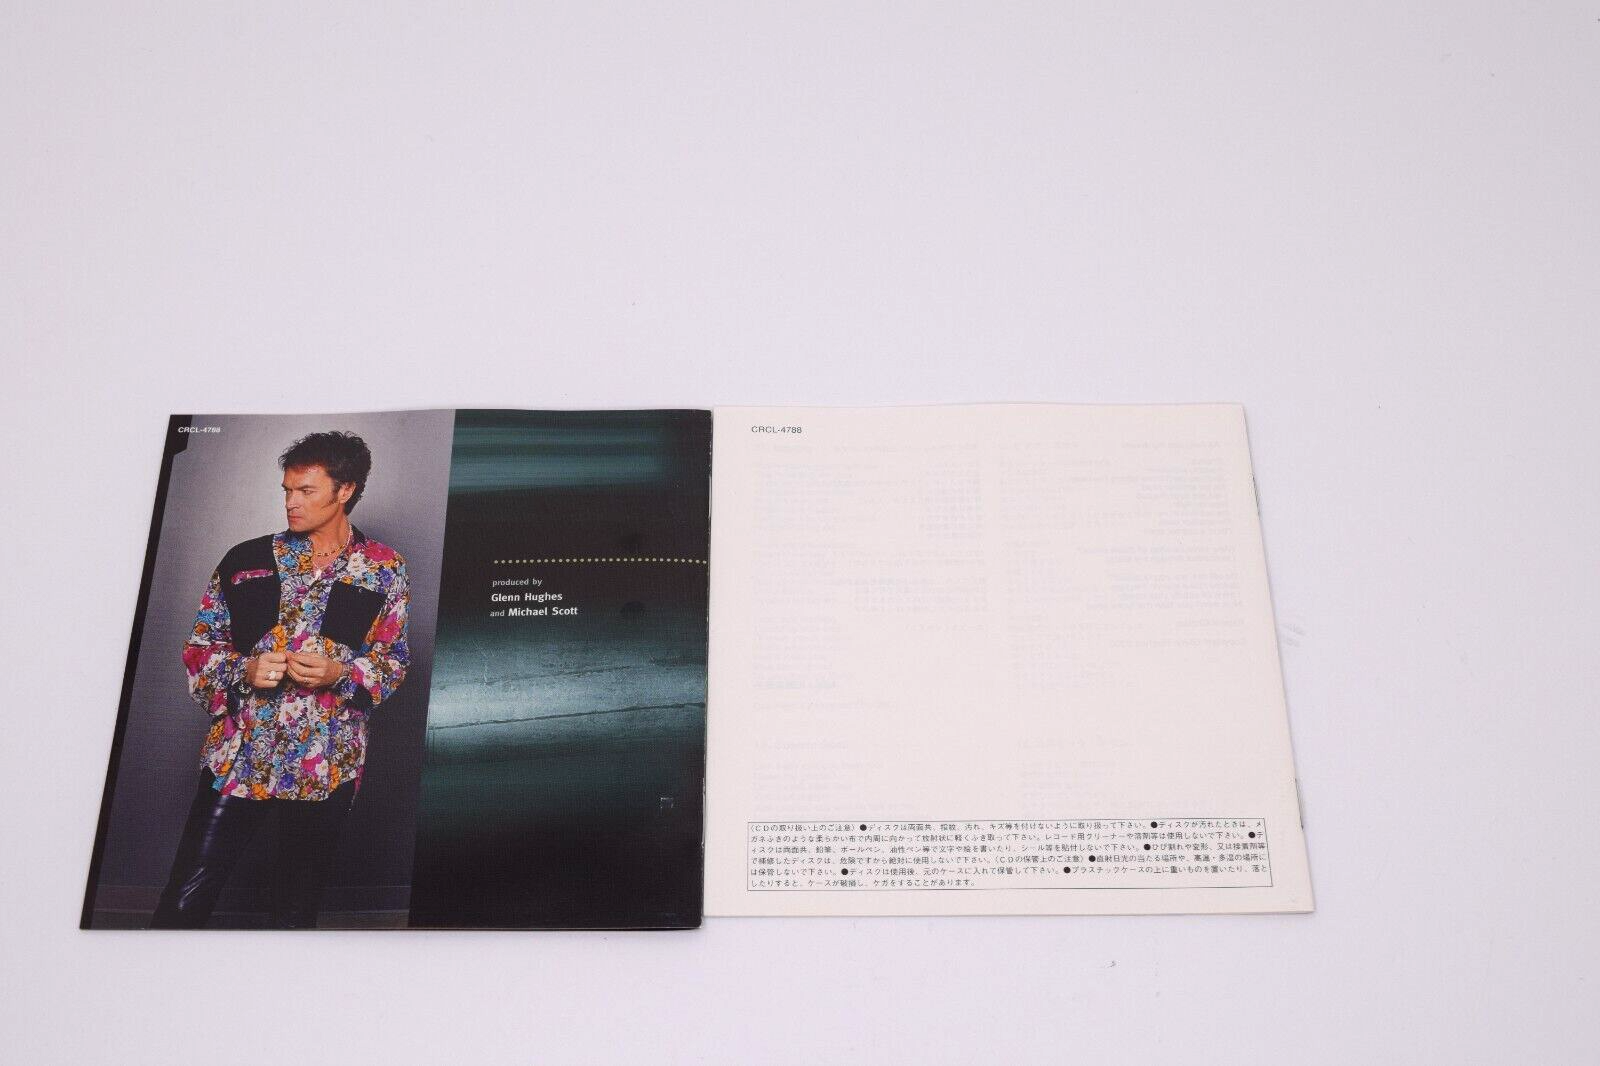 CRCL-4788
produced by
Glenn Hughes
and Michael Scott
CRCL-4788
(CDの取り扱い上のご注意) ●ディスクは両面共、指紋、汚れ、キズ等を付けないように取り扱って下さい。●ディスクが汚れたときは、メ
ガネふきのような柔らかい布で内周に向かって放射状に軽くふき取って下さい。レコード用クリーナーや溶剤等は使用しないで下さい。●デ
ィスクは両面共、鉛筆、ボールペン、油性ペン等で文字や絵を書いたり、シール等を貼付しないで下さい。●ひび割れや変形、又は接着剤等
で補修したディスクは、危険ですから絶対に使用しないで下さい。(CDの保管上のご注意) ●直射日光の当たる場所や、高温・多湿の場所に
は保管しないで下さい。●ディスクは使用後、元のケースに入れて保管して下さい。●プラスチックケースの上に重いものを置いたり、落と
したりすると、ケースが破損し、ケガをすることがあります。